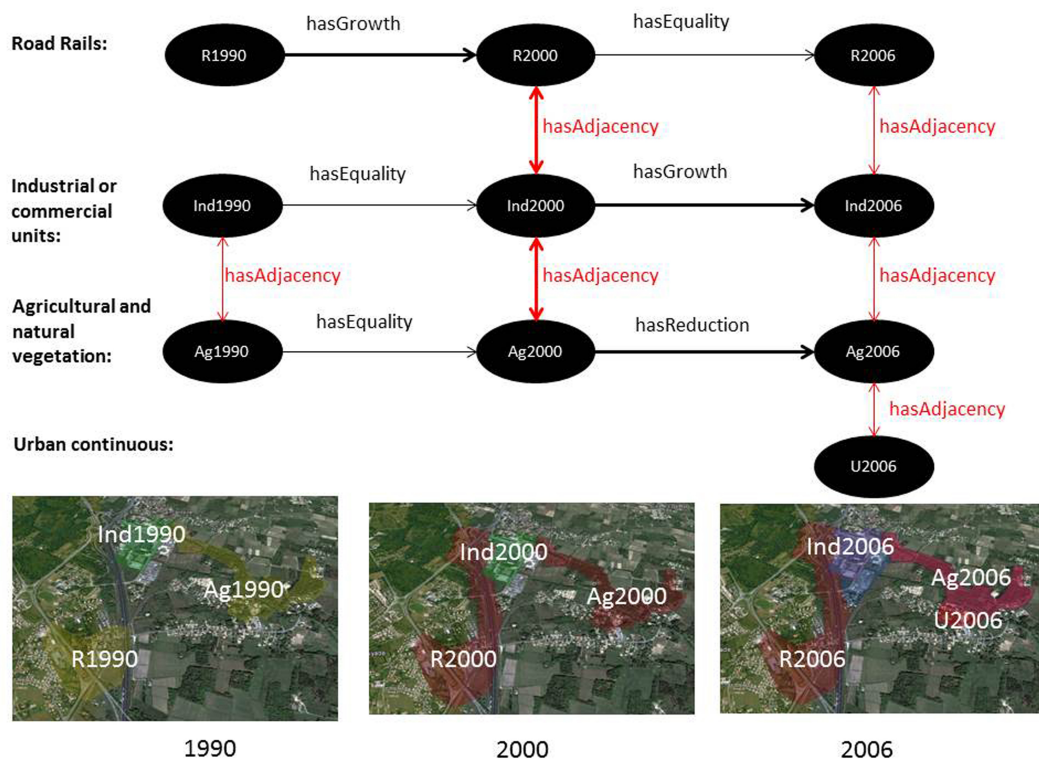 hasGrowth
hasEquality
Road Rails:
R1990
R2000
R2006
hasAdjacency
hasAdjacency
hasEquality
hasGrowth
Industrial or
commercial
units:
Ind1990
Ind2000
Ind2006
hasAdjacency
hasAdjacency
hasAdjacency
Agricultural and
natural
vegetation:
hasEquality
hasReduction
Ag1990
Ag2000
Ag2006
hasAdjacency
Urban continuous:
U2006
Ind1990
Ag1990
R1990
Ind2000
Ag2000
R2000
Ind2006
Ag2006
U2006
R2006
1990
2000
2006